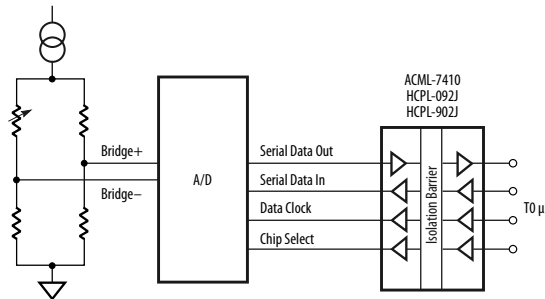 ACML-7410
HCPL-092J
HCPL-902J
Bridge+
Bridge–
A/D
Serial Data Out
Serial Data In
Data Clock
Chip Select
Isolation Barrier
T0 μ